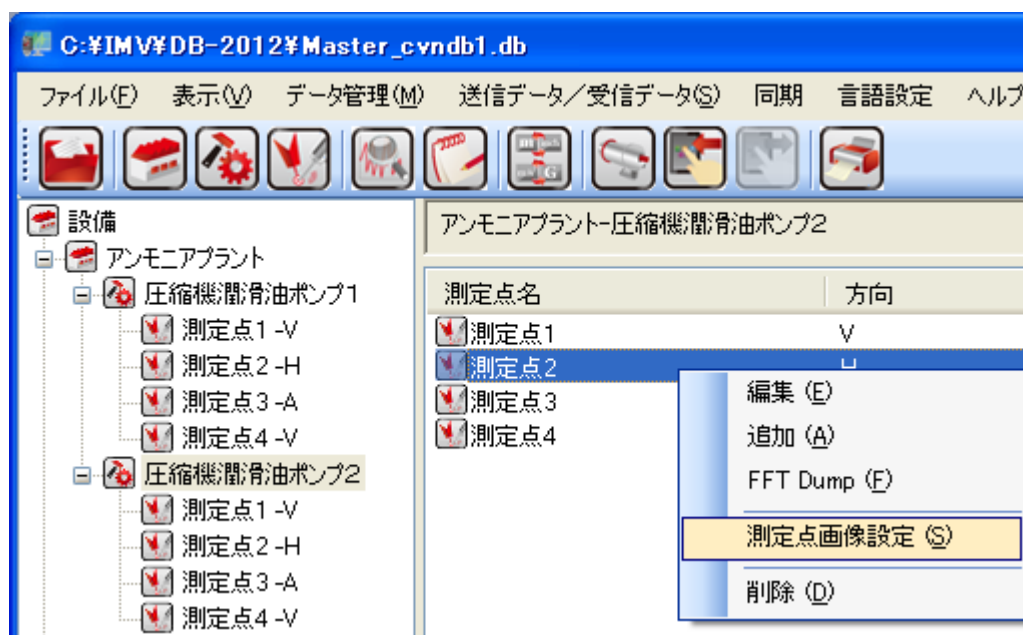 C:¥IMV¥DB-2012¥Master_cvndb1.db
ファイル(F) 表示(V) データ管理(M) 送信データ／受信データ(S) 同期 言語設定 ヘルプ
設備
アンモニアプラント
圧縮機潤滑油ポンプ1
測定点1 -V
測定点2 -H
測定点3 -A
測定点4 -V
圧縮機潤滑油ポンプ2
測定点1 -V
測定点2 -H
測定点3 -A
測定点4 -V
アンモニアプラント-圧縮機潤滑油ポンプ2
測定点名 方向
測定点1 V
測定点2 H
測定点3
測定点4
編集 (E)
追加 (A)
FFT Dump (F)
測定点画像設定 (S)
削除 (D)